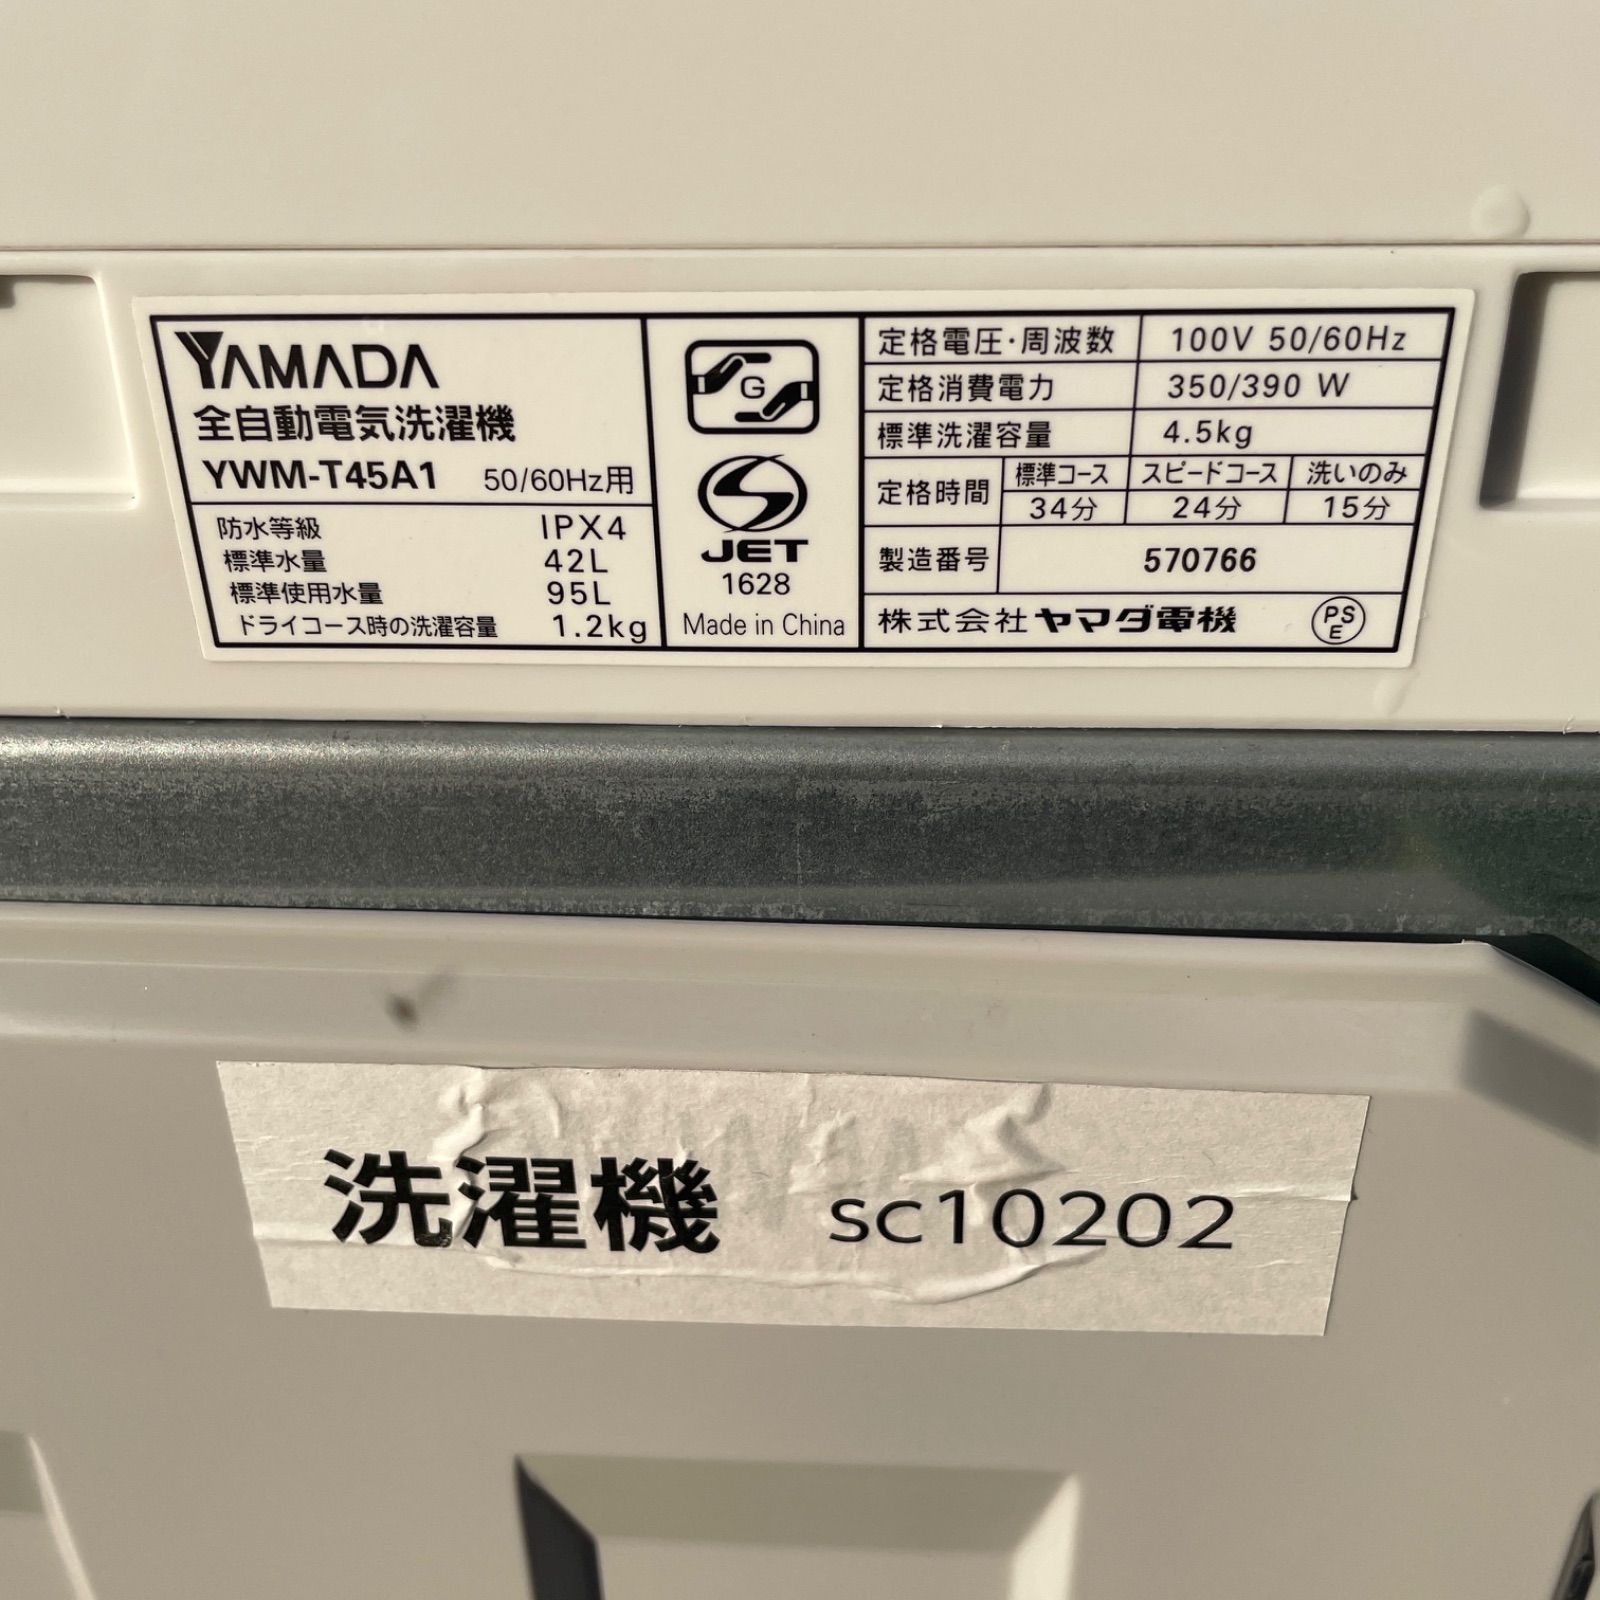 YAMADA
全自動電気洗濯機
YWM-T45A1 50/60Hz用
防水等級 IPX4
標準水量 42L
標準使用水量 95L
ドライコース時の洗濯容量 1.2kg
G
JET
1628
Made in China
定格電圧・周波数 100V 50/60Hz
定格消費電力 350/390 W
標準洗濯容量 4.5kg
定格時間 標準コース スピードコース 洗いのみ
34分 24分 15分
製造番号 570766
株式会社ヤマダ電機 PSE
洗濯機 SC10202